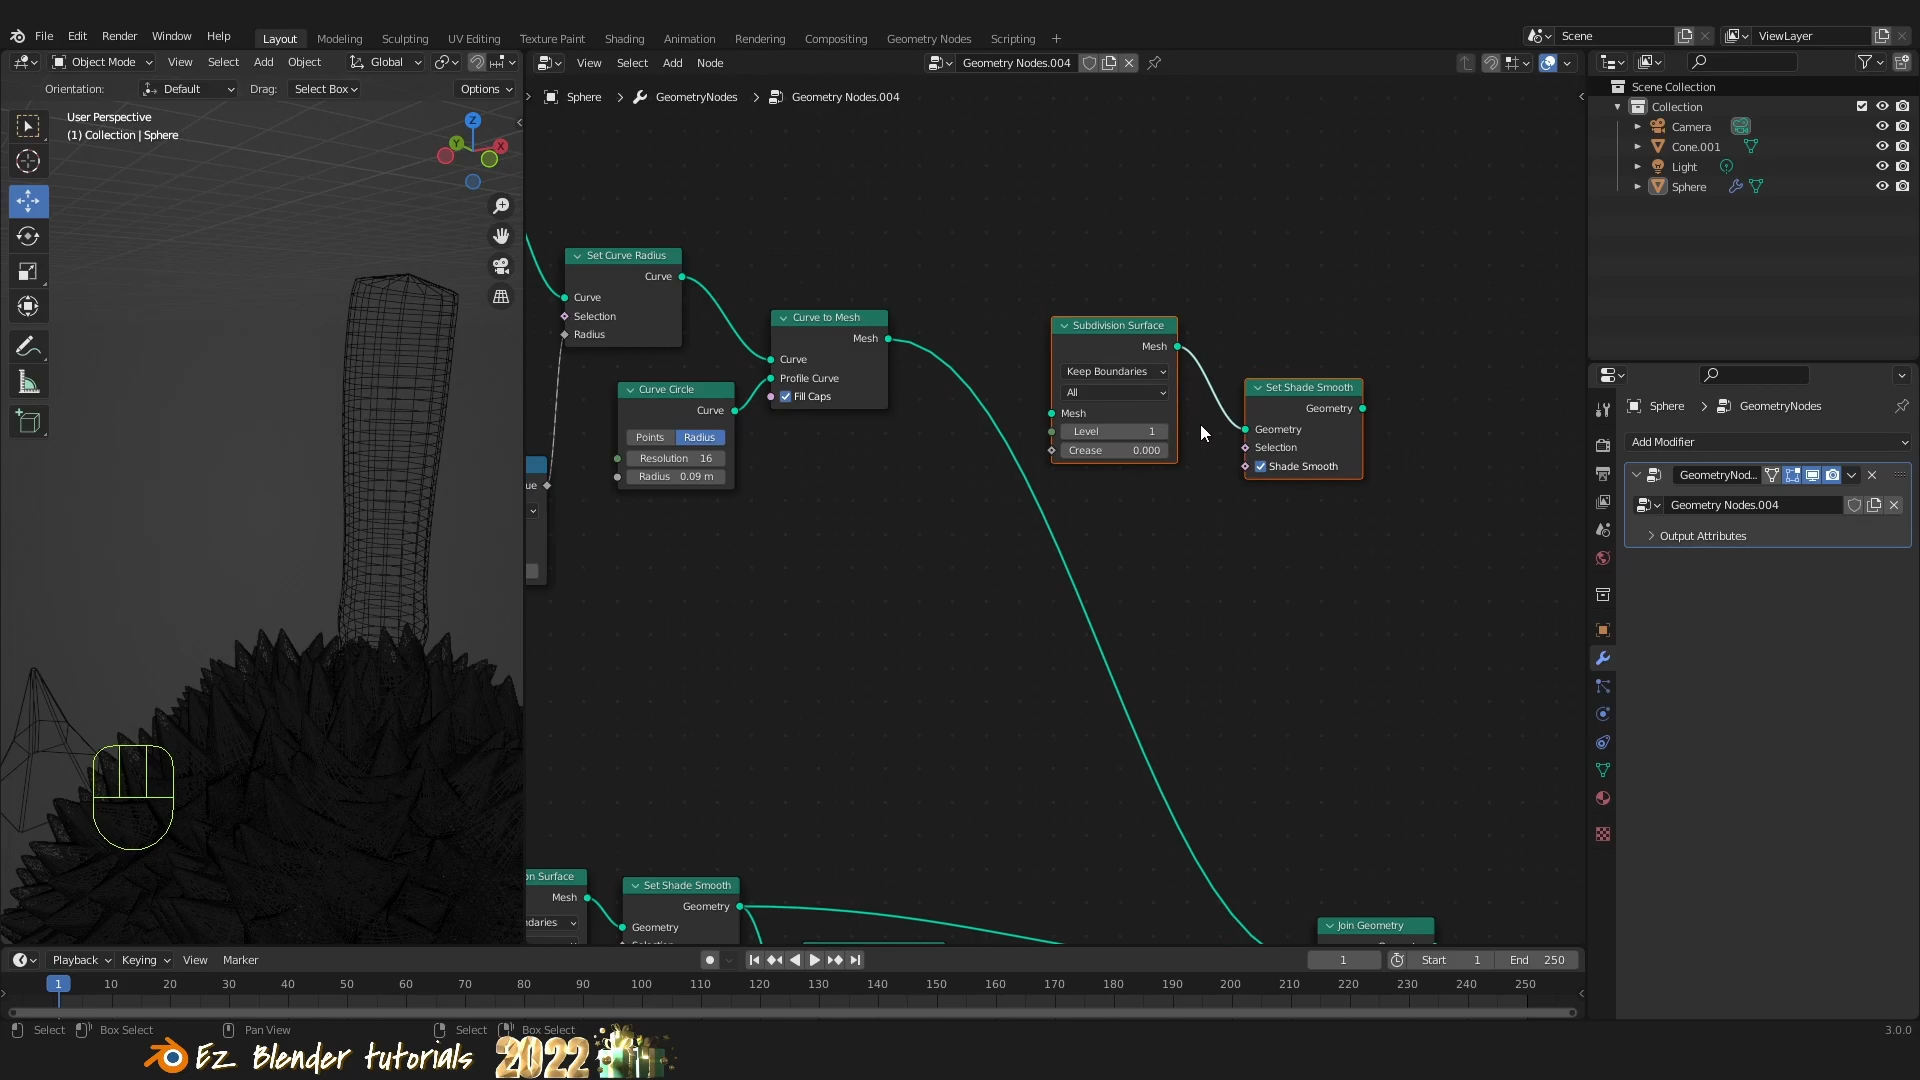 File Edit Render Window Help
Layout Modeling Sculpting UV Editing Texture Paint Shading Animation Rendering Compositing Geometry Nodes Scripting
Scene
ViewLayer
Object Mode View Select Add Object Global
View Select Add Node
Geometry Nodes.004
Orientation: Default Drag: Select Box Options
Sphere GeometryNodes Geometry Nodes.004
User Perspective
(1) Collection | Sphere
Z
Y
X
Scene Collection
Collection
Camera
Cone.001
Light
Sphere
Set Curve Radius
Curve
Curve
Selection
Radius
Curve to Mesh
Mesh
Curve
Profile Curve
Fill Caps
Curve Circle
Curve
Points Radius
Resolution 16
Radius 0.09 m
ue
Subdivision Surface
Mesh
Keep Boundaries
All
Mesh
Level 1
Crease 0.000
Set Shade Smooth
Geometry
Geometry
Selection
Shade Smooth
Sphere GeometryNodes
Add Modifier
GeometryNod...
Geometry Nodes.004
Output Attributes
on Surface
Mesh
ndaries
Set Shade Smooth
Geometry
Geometry
Join Geometry
Playback Keying View Marker
1 Start 1 End 250
1 10 20 30 40 50 60 70 80 90 100 110 120 130 140 150 160 170 180 190 200 210 220 230 240 250
Select Box Select Pan View Select Box Select
3.0.0
Ez Blender tutorials 2022